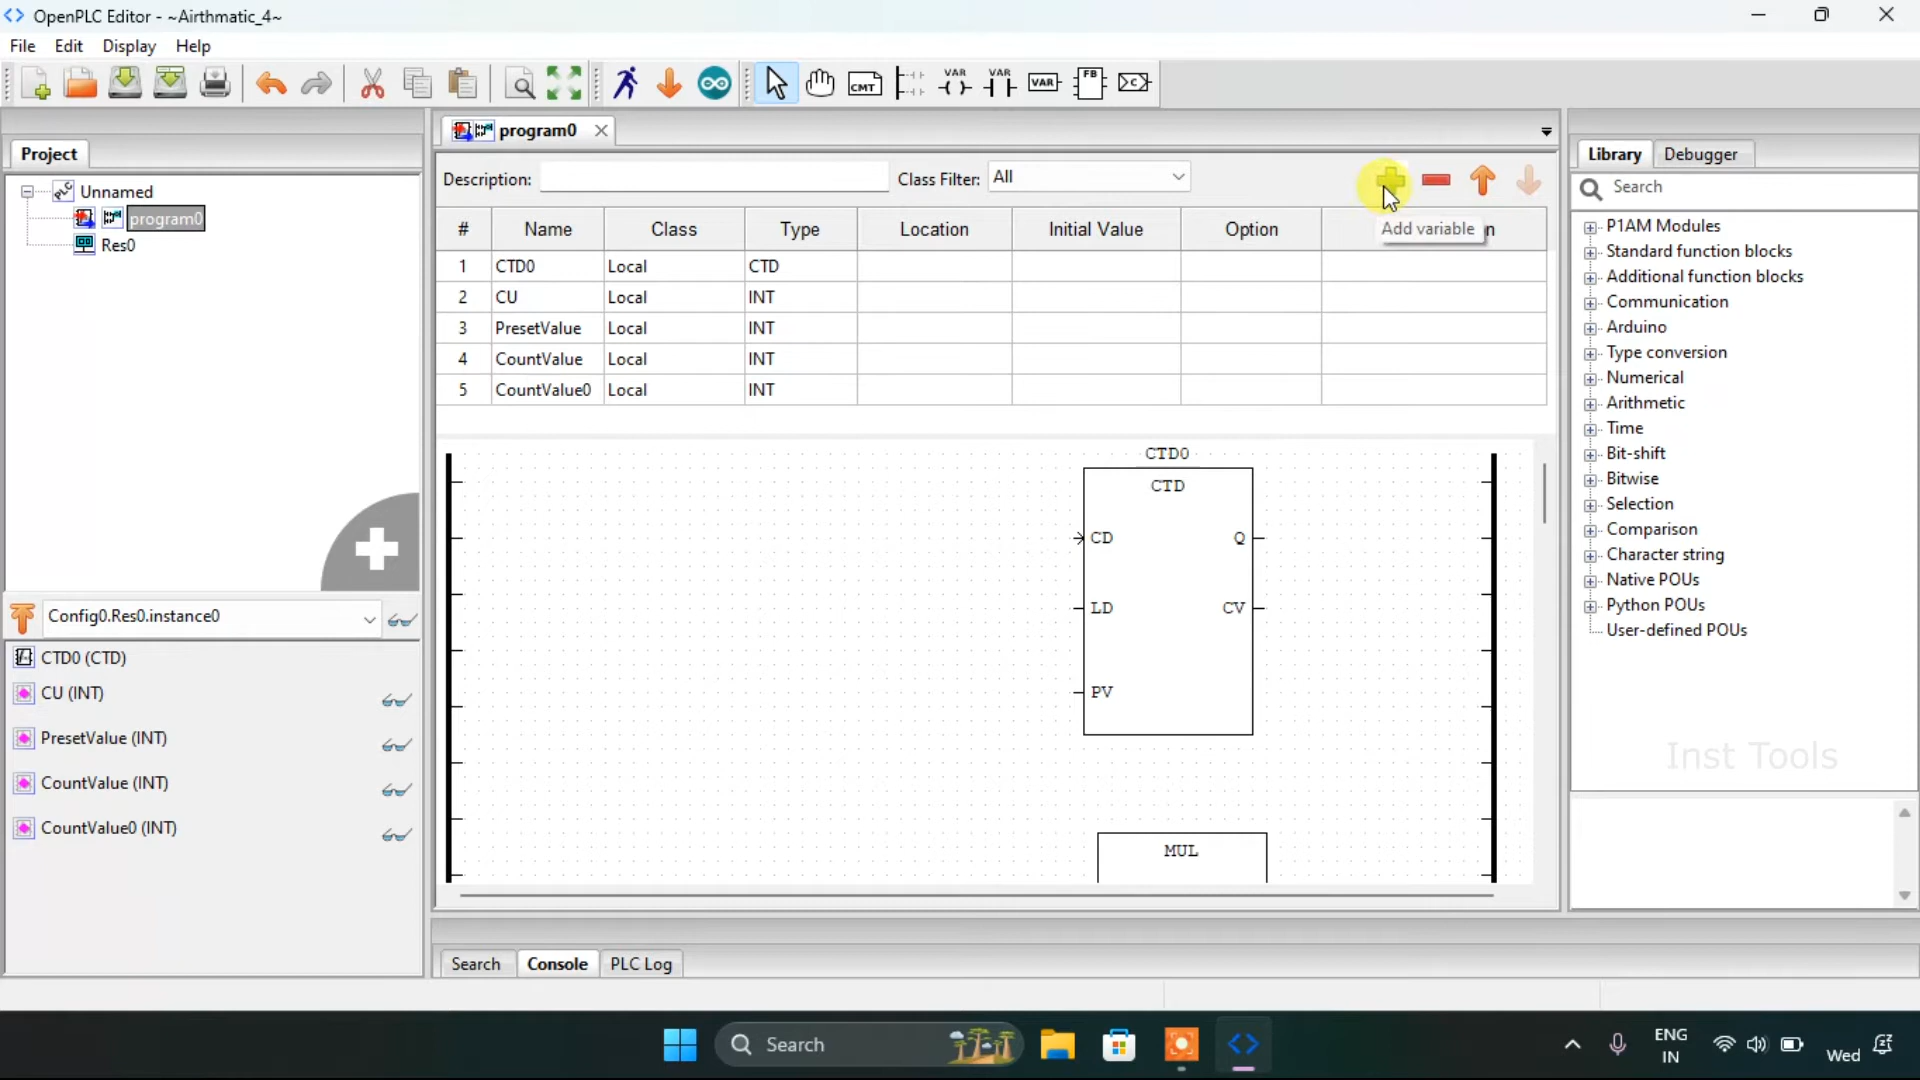 OpenPLC Editor - ~Airthmatic_4~
File Edit Display Help
CMT VAR VAR VAR FB >C>
Project
Unnamed
program0
Res0
program0
Description: Class Filter: All
Add variable
# Name Class Type Location Initial Value Option n
1 CTD0 Local CTD
2 CU Local INT
3 PresetValue Local INT
4 CountValue Local INT
5 CountValue0 Local INT
CTD0
CTD
CD Q
LD CV
PV
MUL
Config0.Res0.instance0
CTD0 (CTD)
CU (INT)
PresetValue (INT)
CountValue (INT)
CountValue0 (INT)
Library Debugger
Search
P1AM Modules
Standard function blocks
Additional function blocks
Communication
Arduino
Type conversion
Numerical
Arithmetic
Time
Bit-shift
Bitwise
Selection
Comparison
Character string
Native POUs
Python POUs
User-defined POUs
Inst Tools
Search Console PLC Log
Search
ENG
IN
Wed